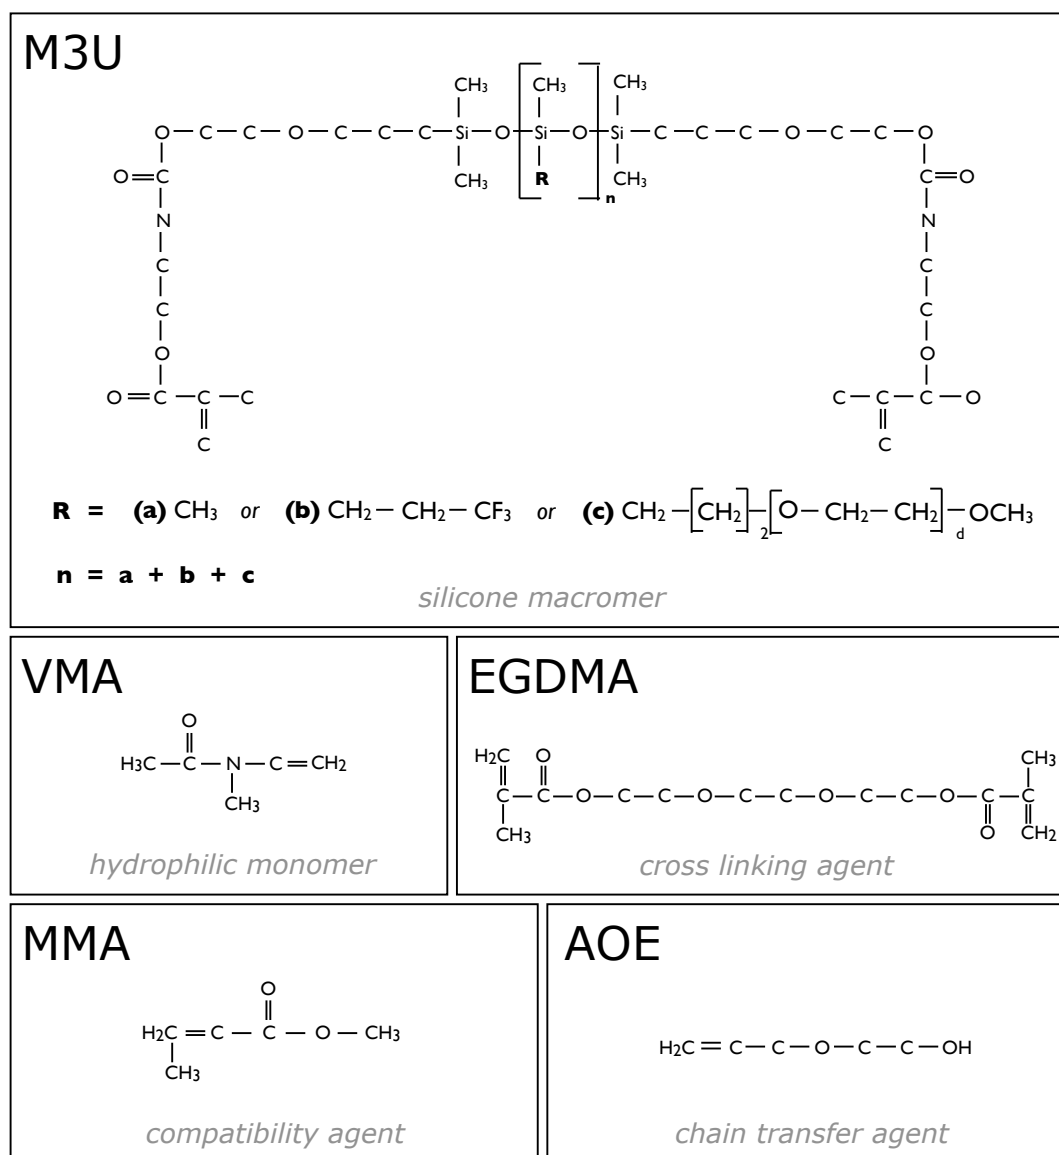 M3U
CH₃ CH₃ CH₃
O — C — C — O — C — C — C — Si — O — Si — O — Si — C — C — C — O — C — C — O
O = C CH₃ R CH₃ C = O
n
N N
C C
C C
O O
O = C — C — C C — C — C — O
C C
R = (a) CH₃ or (b) CH₂ — CH₂ — CF₃ or (c) CH₂ — [CH₂]₂ — [O — CH₂ — CH₂]d — OCH₃
n = a + b + c
silicone macromer
VMA
O
H3C — C — N — C = CH₂
CH₃
hydrophilic monomer
EGDMA
H₂C O CH₃
C — C — O — C — C — O — C — C — O — C — C — O — C — C
CH₃ O CH₂
cross linking agent
MMA
O
H₂C = C — C — O — CH₃
CH₃
compatibility agent
AOE
H₂C = C — C — O — C — C — OH
chain transfer agent